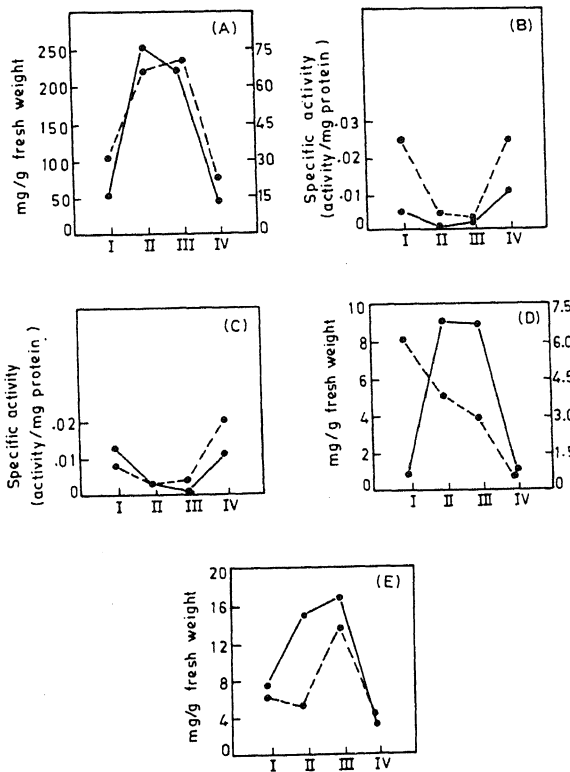 (A)
mg/g fresh weight
250
200
150
100
50
0
75
60
45
30
15
0
I II III IV
(B)
Specific activity
(activity/mg protein)
.03
.02
.01
0
I II III IV
(C)
Specific activity
(activity/mg protein)
.02
.01
0
I II III IV
(D)
mg/g fresh weight
10
8
6
4
2
0
7.5
6.0
4.5
3.0
1.5
0
I II III IV
(E)
mg/g fresh weight
20
16
12
8
4
0
I II III IV